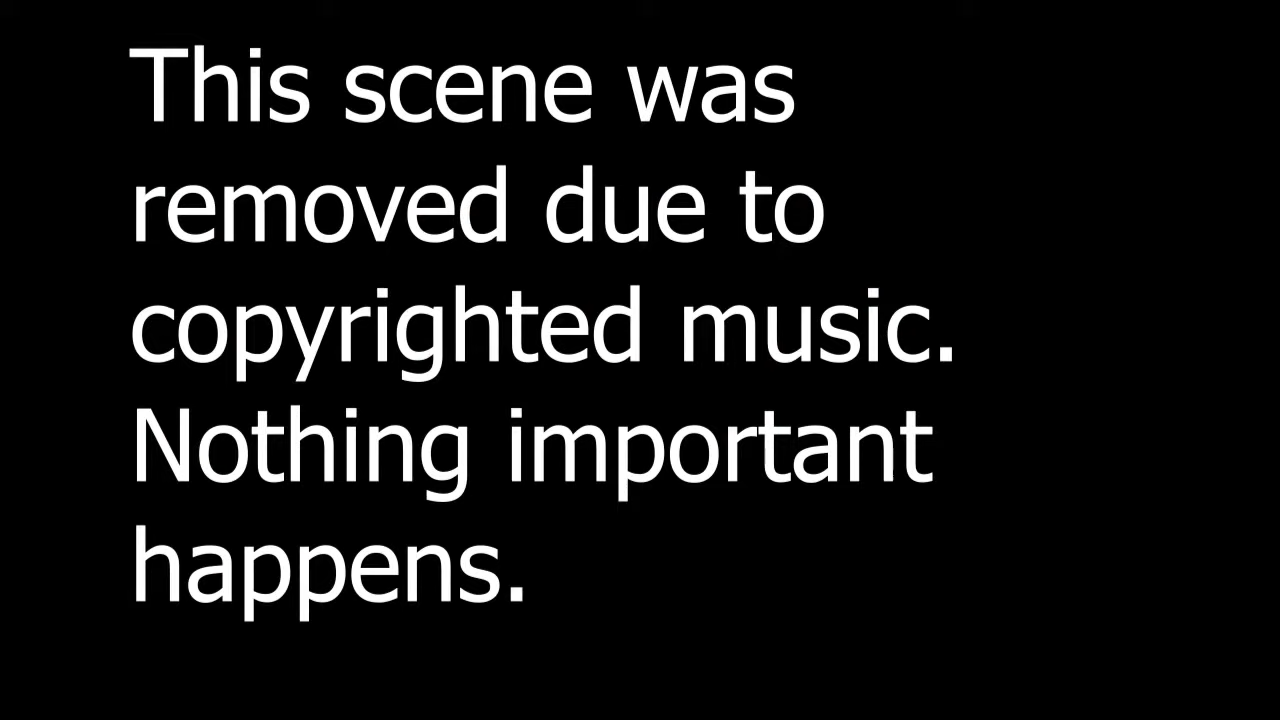 This scene was
removed due to
copyrighted music.
Nothing important
happens.